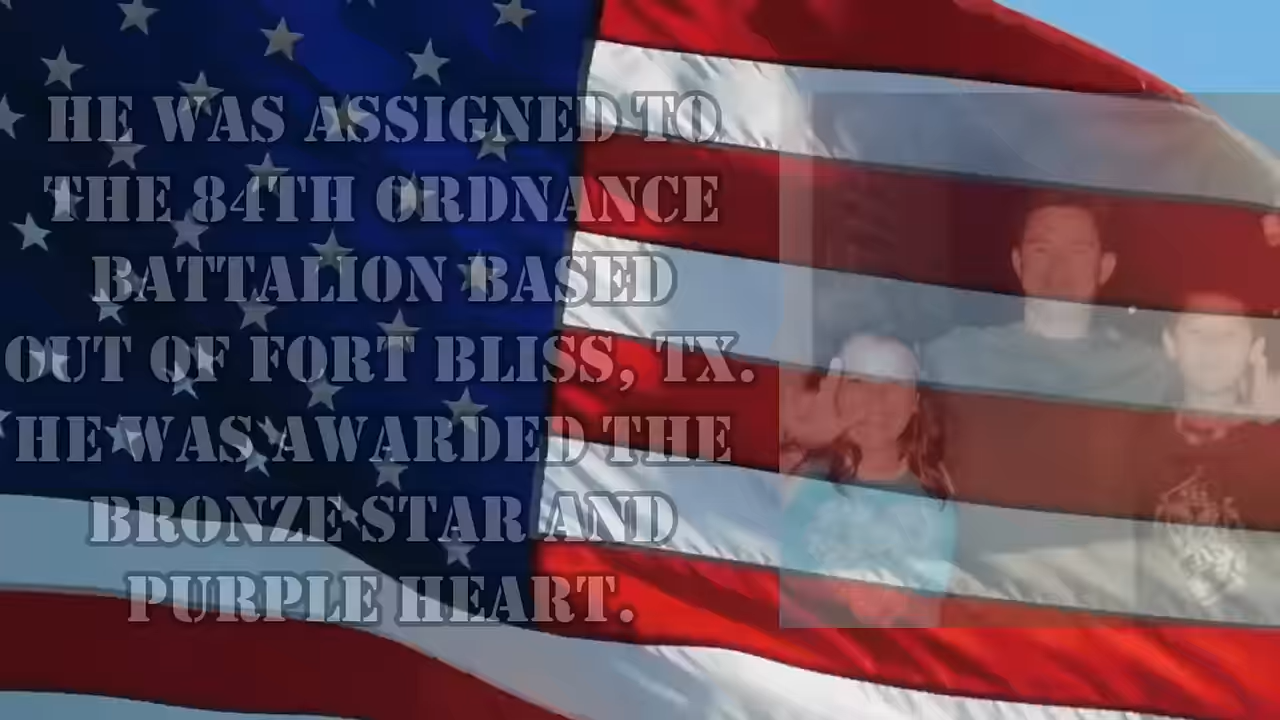 HE WAS ASSIGNED TO
THE 84TH ORDNANCE
BATTALION BASED
OUT OF FORT BLISS, TX.
HE WAS AWARDED THE
BRONZE STAR AND
PURPLE HEART.